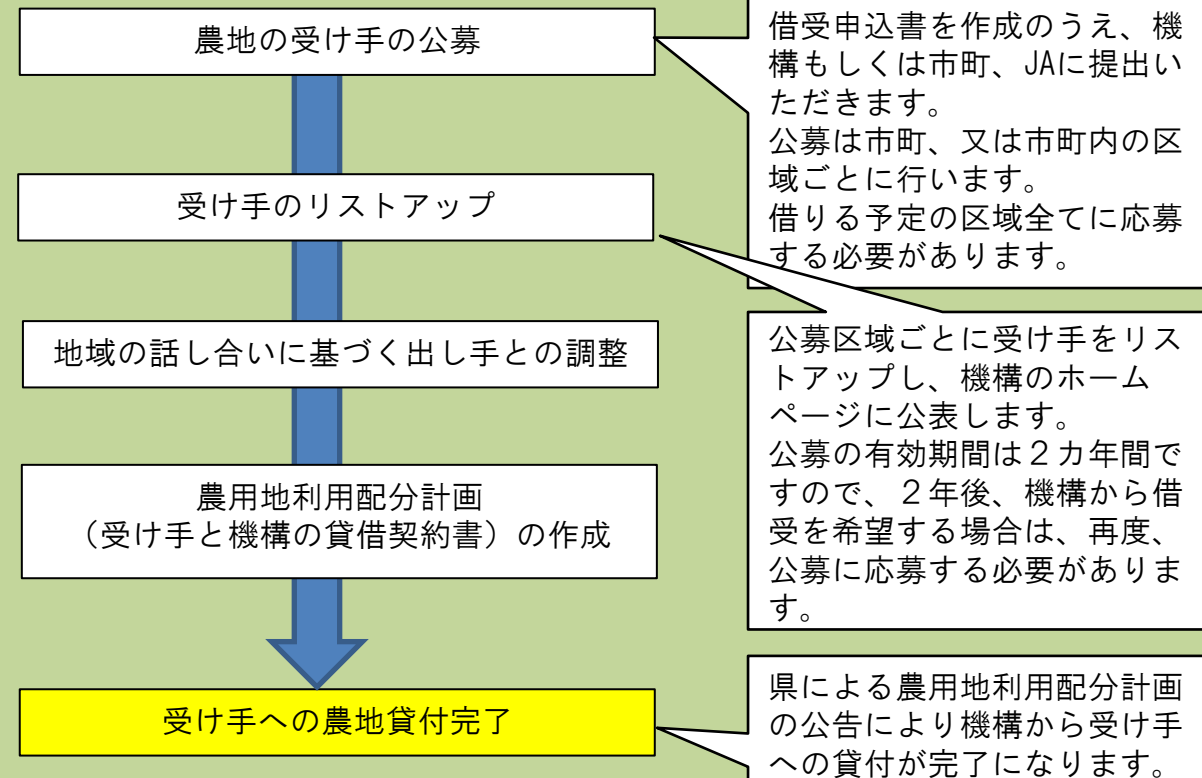 農地の受け手の公募
借受申込書を作成のうえ、機
構もしくは市町、JAに提出い
ただきます。
公募は市町、又は市町内の区
域ごとに行います。
借りる予定の区域全てに応募
する必要があります。
受け手のリストアップ
公募区域ごとに受け手をリス
トアップし、機構のホーム
ページに公表します。
公募の有効期間は２カ年間で
すので、２年後、機構から借
受を希望する場合は、再度、
公募に応募する必要がありま
す。
地域の話し合いに基づく出し手との調整
農用地利用配分計画
（受け手と機構の貸借契約書）の作成
受け手への農地貸付完了
県による農用地利用配分計画
の公告により機構から受け手
への貸付が完了になります。